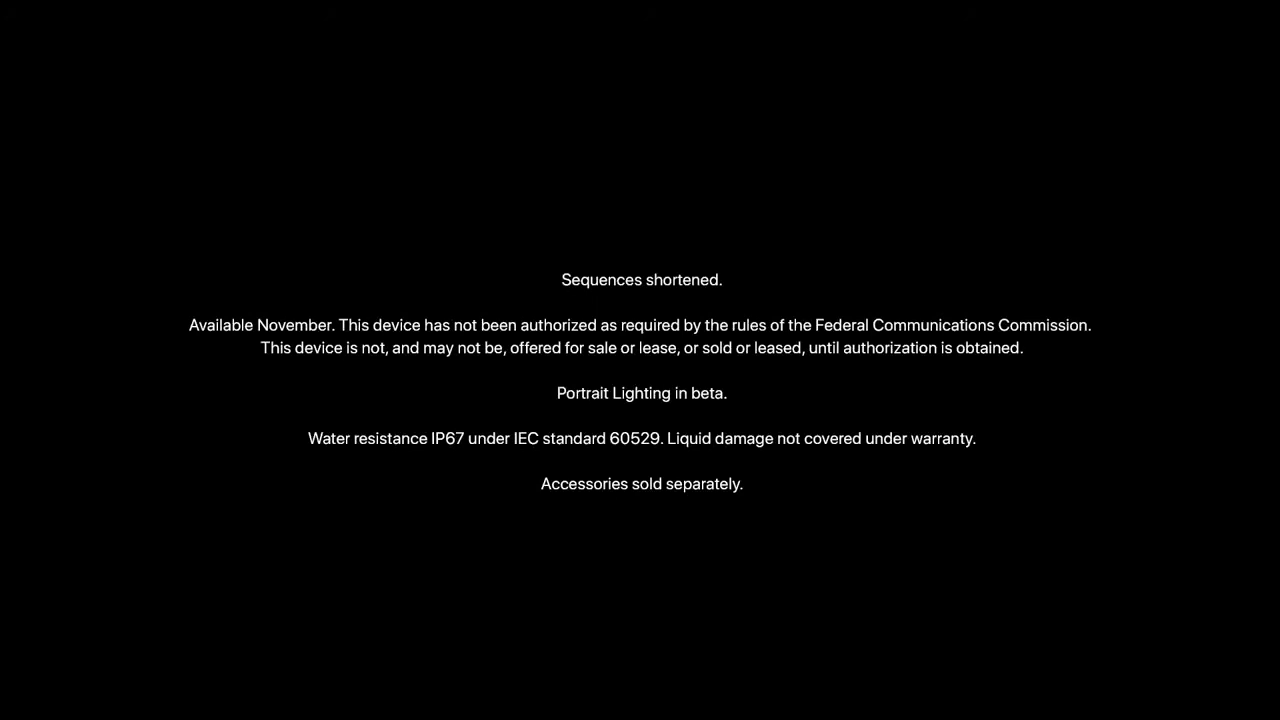 Sequences shortened.
Available November. This device has not been authorized as required by the rules of the Federal Communications Commission.
This device is not, and may not be, offered for sale or lease, or sold or leased, until authorization is obtained.
Portrait Lighting in beta.
Water resistance IP67 under IEC standard 60529. Liquid damage not covered under warranty.
Accessories sold separately.